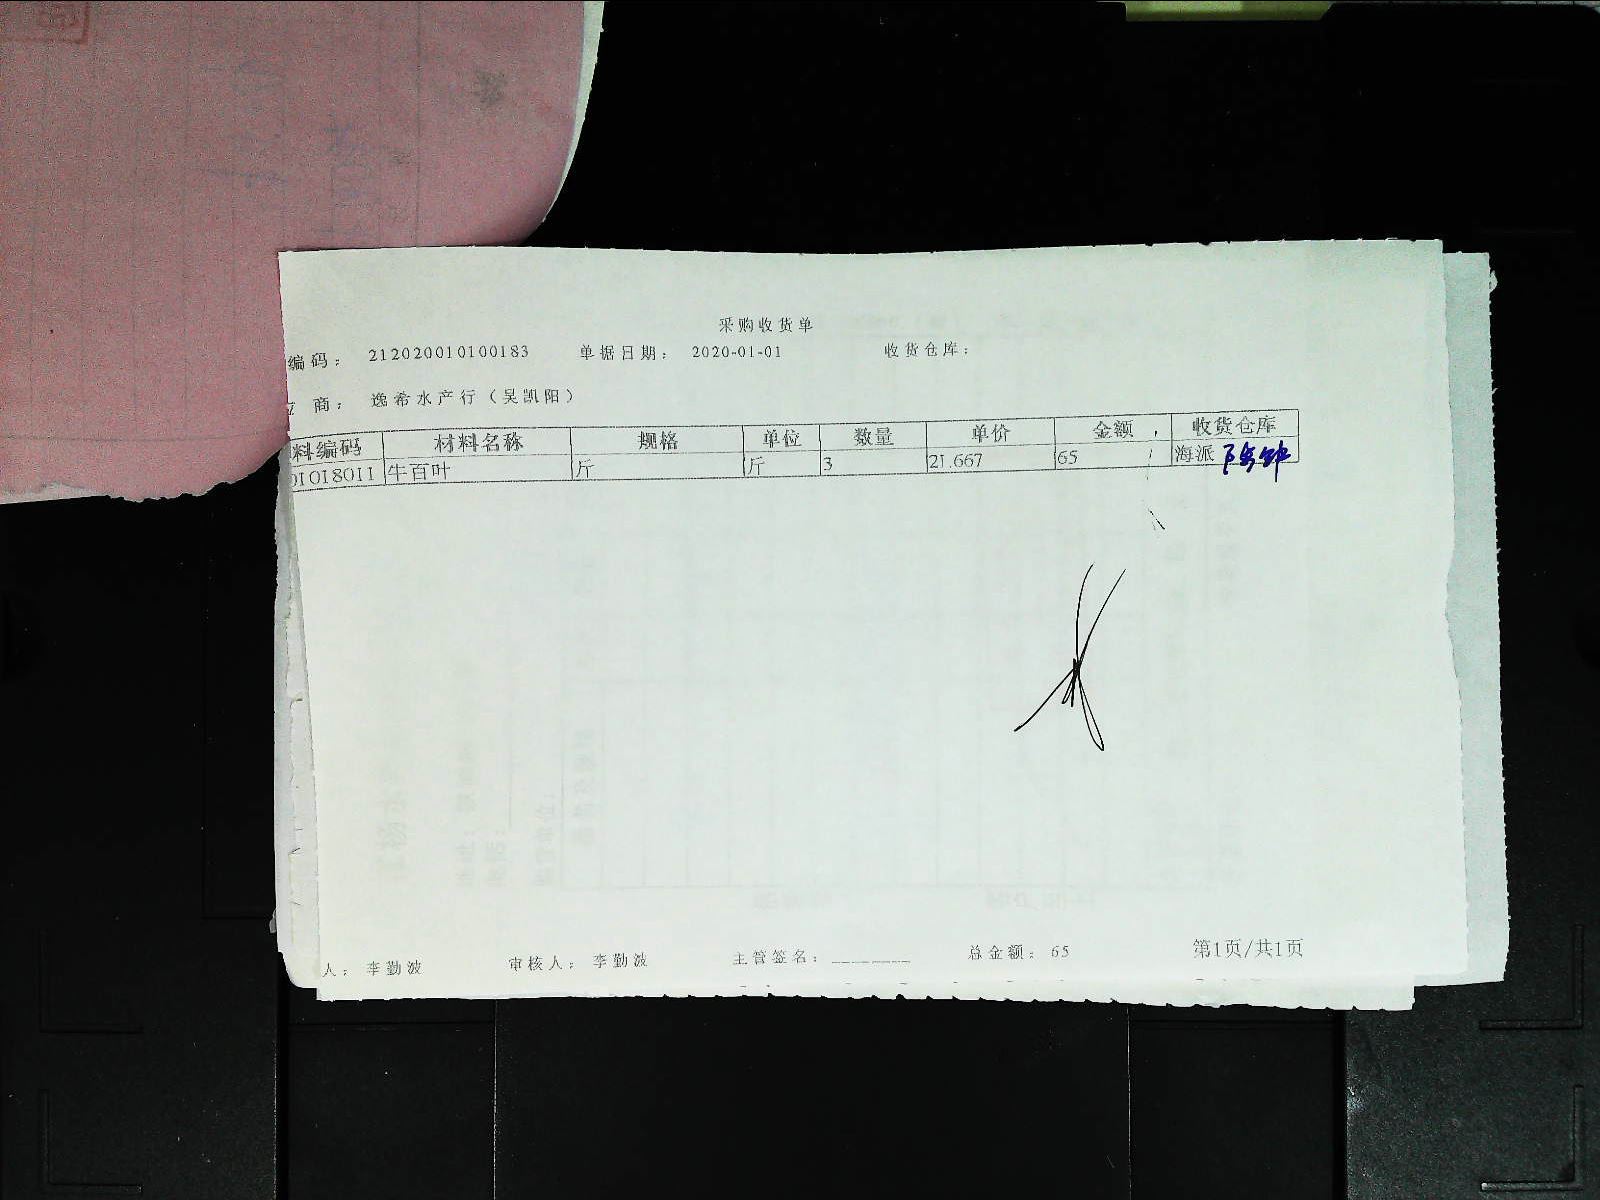 采购收货单
编码： 212020010100183 单据日期： 2020-01-01 收货仓库：
商： 逸希水产行（吴凯阳）
料编码 材料名称 规格 单位 数量 单价 金额 收货仓库
01018011 牛百叶 斤 斤 3 21.667 65 海派
人： 李勤波 审核人： 李勤波 主管签名：________ 总金额： 65 第1页/共1页